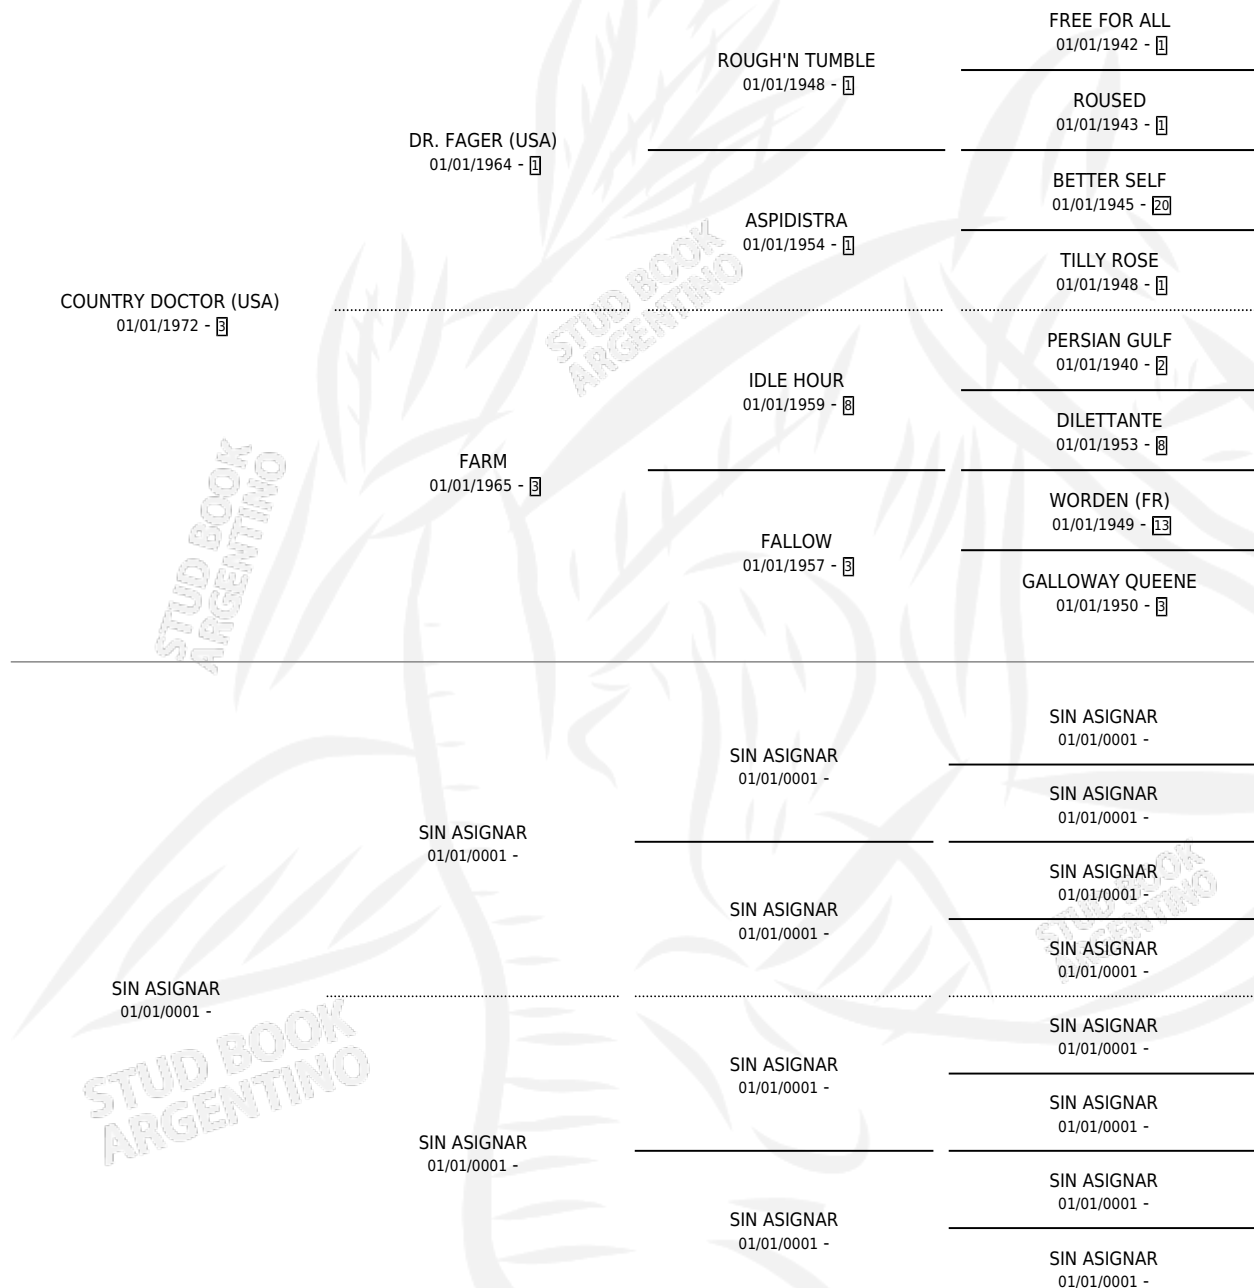 FREE FOR ALL
01/01/1942 - 1
ROUGH'N TUMBLE
01/01/1948 - 1
ROUSED
01/01/1943 - 1
DR. FAGER (USA)
01/01/1964 - 1
BETTER SELF
01/01/1945 - 20
ASPIDISTRA
01/01/1954 - 1
TILLY ROSE
01/01/1948 - 1
COUNTRY DOCTOR (USA)
01/01/1972 - 3
STUD BOOK
ARGENTINO
PERSIAN GULF
01/01/1940 - 2
IDLE HOUR
01/01/1959 - 8
DILETTANTE
01/01/1953 - 8
FARM
01/01/1965 - 3
WORDEN (FR)
01/01/1949 - 13
FALLOW
01/01/1957 - 3
GALLOWAY QUEENE
01/01/1950 - 3
STUD BOOK
ARGENTINO
SIN ASIGNAR
01/01/0001 -
SIN ASIGNAR
01/01/0001 -
SIN ASIGNAR
01/01/0001 -
SIN ASIGNAR
01/01/0001 -
SIN ASIGNAR
01/01/0001 -
SIN ASIGNAR
01/01/0001 -
SIN ASIGNAR
01/01/0001 -
STUD BOOK
ARGENTINO
SIN ASIGNAR
01/01/0001 -
STUD BOOK
ARGENTINO
SIN ASIGNAR
01/01/0001 -
SIN ASIGNAR
01/01/0001 -
SIN ASIGNAR
01/01/0001 -
SIN ASIGNAR
01/01/0001 -
SIN ASIGNAR
01/01/0001 -
SIN ASIGNAR
01/01/0001 -
SIN ASIGNAR
01/01/0001 -